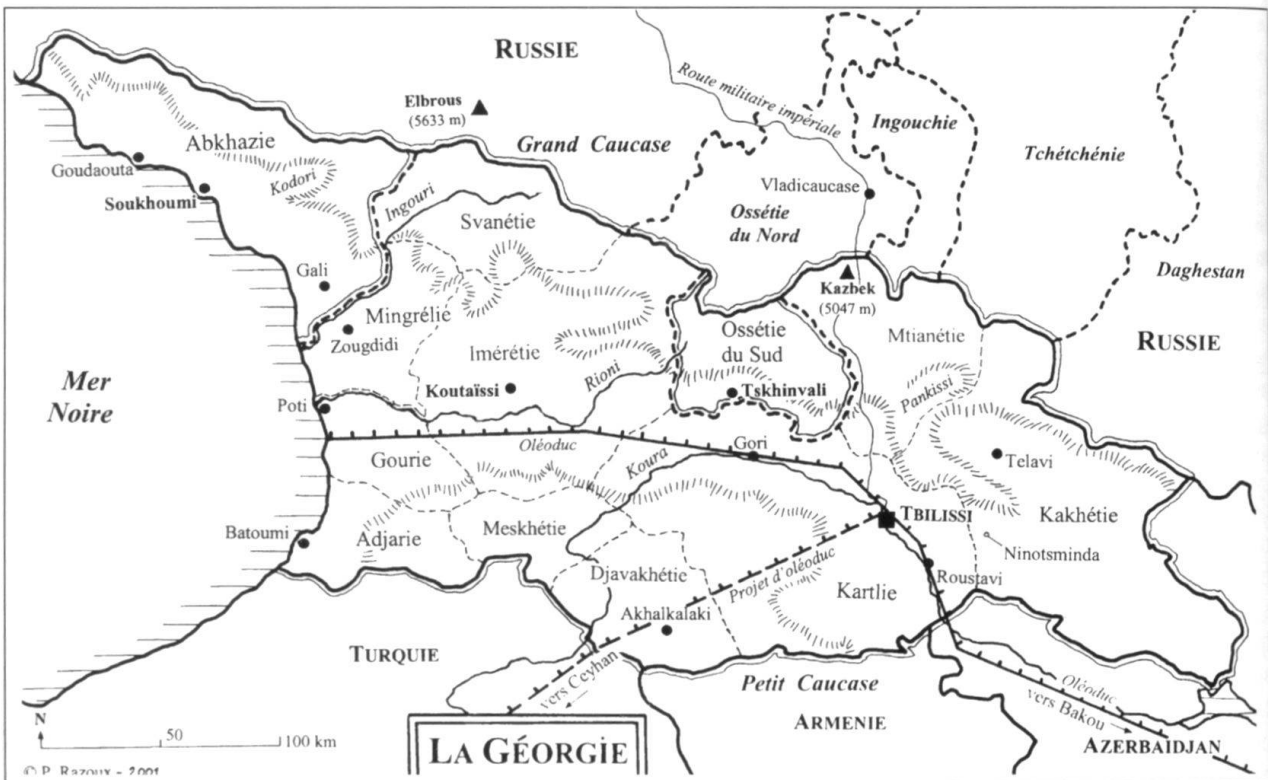 RUSSIE
Elbrous
(5633 m)
Grand Caucase
Route militaire impériale
Ingouchie
Tchétchénie
Abkhazie
Goudaouta
Kodori
Soukhoumi
Ingouri
Svanétie
Vladicaucase
Ossétie
du Nord
Daghestan
Gali
Kazbek
(5047 m)
Mingrélie
Zougdidi
Imérétie
Ossétie
du Sud
Mtianétie
RUSSIE
Mer
Noire
Koutaïssi
Rioni
Tskhinvali
Pankissi
Poti
Oléoduc
Gori
Gourie
Koura
Telavi
Batoumi
Adjarie
Meskhétie
TBILISSI
Kakhétie
Ninotsminda
Djavakhétie
Projet d'oléoduc
Roustavi
Kartlie
Akhalkalaki
TURQUIE
vers Ceyhan
Petit Caucase
ARMENIE
Oléoduc
vers Bakou
AZERBAIDJAN
N
50
100 km
LA GÉORGIE
© P. Razoux - 2001